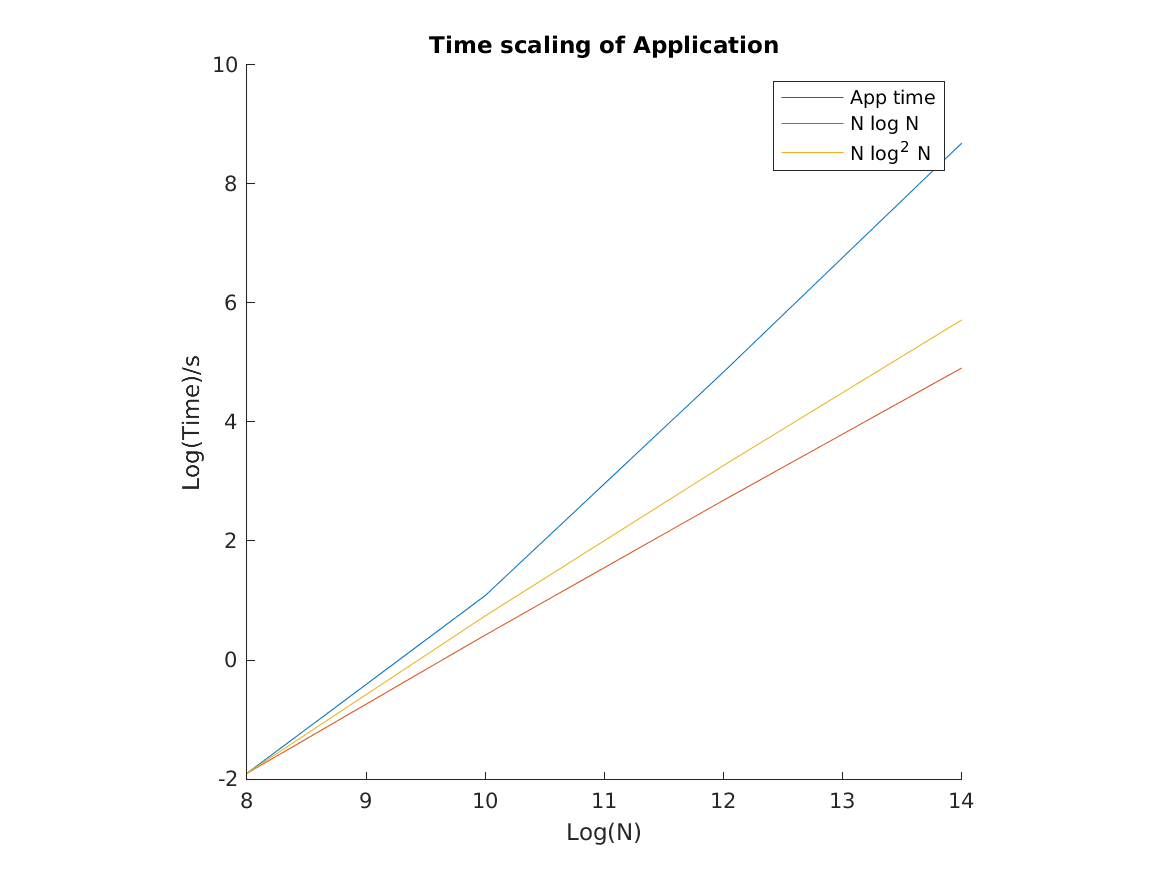 Time scaling of Application
App time
N log N
N log² N
10
8
6
4
2
0
-2
Log(Time)/s
8 9 10 11 12 13 14
Log(N)